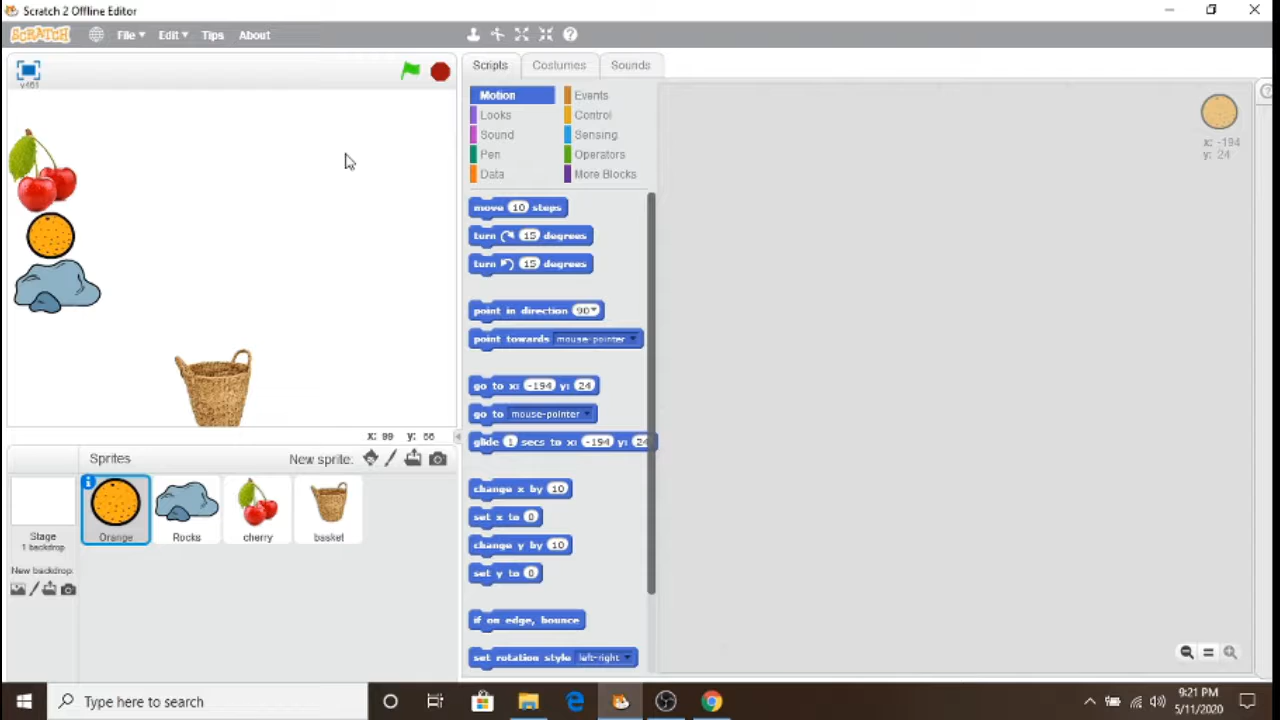 Scratch 2 Offline Editor
SCRATCH File Edit Tips About
v461
Scripts Costumes Sounds
Motion Events
Looks Control
Sound Sensing
Pen Operators
Data More Blocks
x: -194
y: 24
move 10 steps
turn 15 degrees
turn 15 degrees
point in direction 90
point towards mouse-pointer
go to x: -194 y: 24
go to mouse-pointer
glide 1 secs to x: -194 y: 24
change x by 10
set x to 0
change y by 10
set y to 0
if on edge, bounce
set rotation style left-right
x: 99 y: 56
Sprites New sprite:
Stage
1 backdrop
New backdrop:
Orange Rocks cherry basket
Type here to search
9:21 PM
5/11/2020